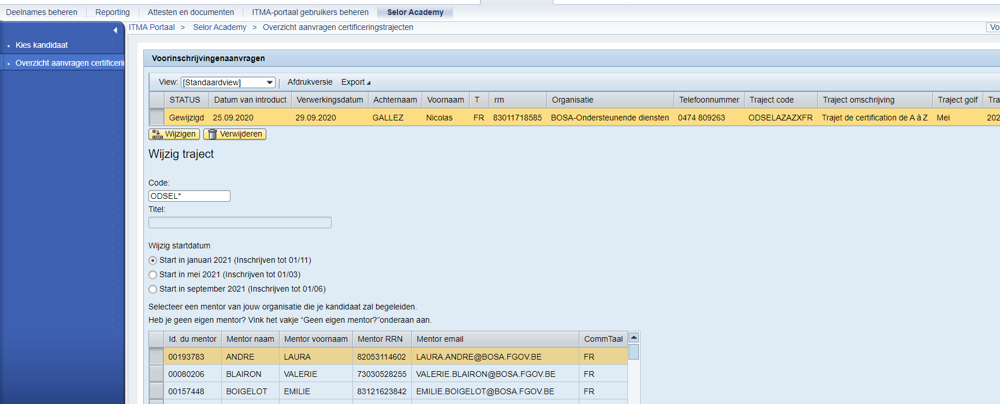 Deelnames beheren Reporting Attesten en documenten ITMA-portaal gebruikers beheren Selor Academy
ITMA Portaal > Selor Academy > Overzicht aanvragen certificeringstrajecten Vo
• Kies kandidaat
• Overzicht aanvragen certificerin
Voorinschrijvingenaanvragen
View: [Standaardview] Afdrukversie Export
STATUS Datum van introduct Verwerkingsdatum Achternaam Voornaam T rrn Organisatie Telefoonnummer Traject code Traject omschrijving Traject golf Tra
Gewijzigd 25.09.2020 29.09.2020 GALLEZ Nicolas FR 83011718585 BOSA-Ondersteunende diensten 0474 809263 ODSELAZAZXFR Trajet de certification de A à Z Mei 202
Wijzigen Verwijderen
Wijzig traject
Code:
ODSEL*
Titel:
Wijzig startdatum
Start in januari 2021 (Inschrijven tot 01/11)
Start in mei 2021 (Inschrijven tot 01/03)
Start in september 2021 (Inschrijven tot 01/06)
Selecteer een mentor van jouw organisatie die je kandidaat zal begeleiden.
Heb je geen eigen mentor? Vink het vakje “Geen eigen mentor?”onderaan aan.
Id. du mentor Mentor naam Mentor voornaam Mentor RRN Mentor email CommTaal
00193783 ANDRE LAURA 82053114602 LAURA.ANDRE@BOSA.FGOV.BE FR
00080206 BLAIRON VALERIE 73030528255 VALERIE.BLAIRON@BOSA.FGOV.BE FR
00157448 BOIGELOT EMILIE 83121623842 EMILIE.BOIGELOT@BOSA.FGOV.BE FR